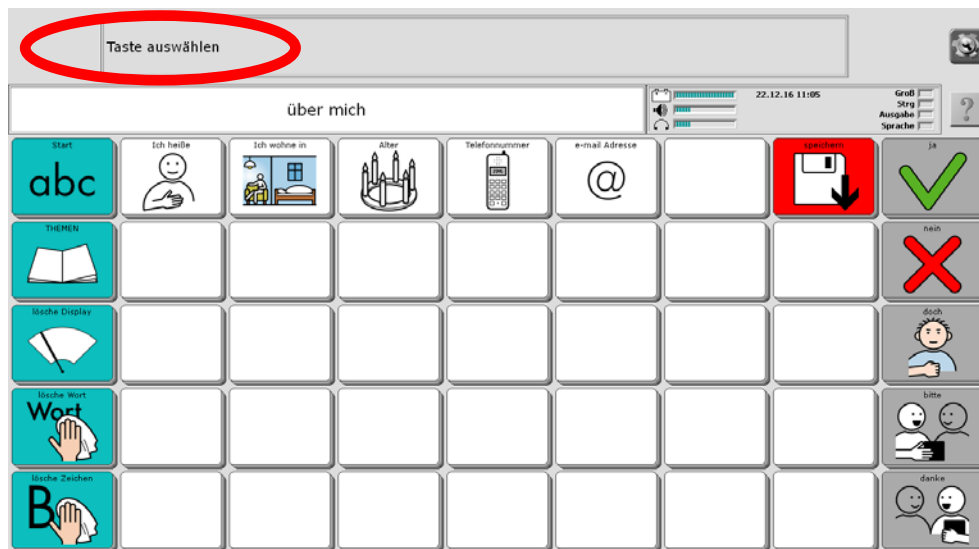 Taste auswählen
über mich
22.12.16 11:05
Groß
Strg
Ausgabe
Sprache
?
Start
abc
Ich heiße
Ich wohne in
Alter
Telefonnummer
e-mail Adresse
@
speichern
ja
THEMEN
nein
lösche Display
doch
lösche Wort
Wort
bitte
lösche Zeichen
B
danke